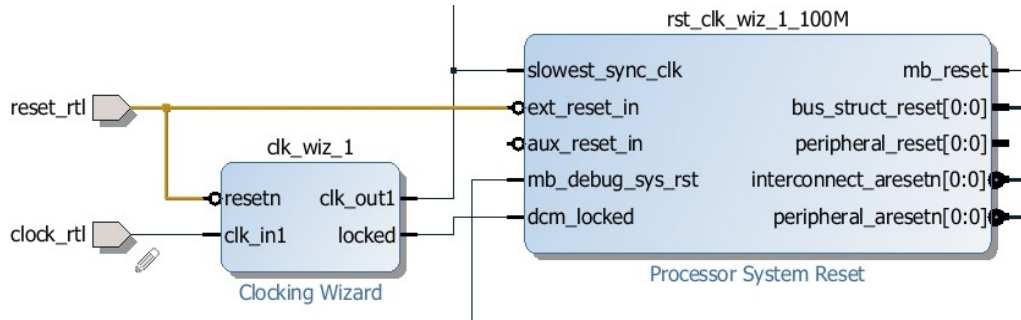 rst_clk_wiz_1_100M
slowest_sync_clk
mb_reset
reset_rtl
ext_reset_in
bus_struct_reset[0:0]
clk_wiz_1
aux_reset_in
peripheral_reset[0:0]
resetn
clk_out1
mb_debug_sys_rst
interconnect_aresetn[0:0]
clock_rtl
clk_in1
locked
dcm_locked
peripheral_aresetn[0:0]
Clocking Wizard
Processor System Reset